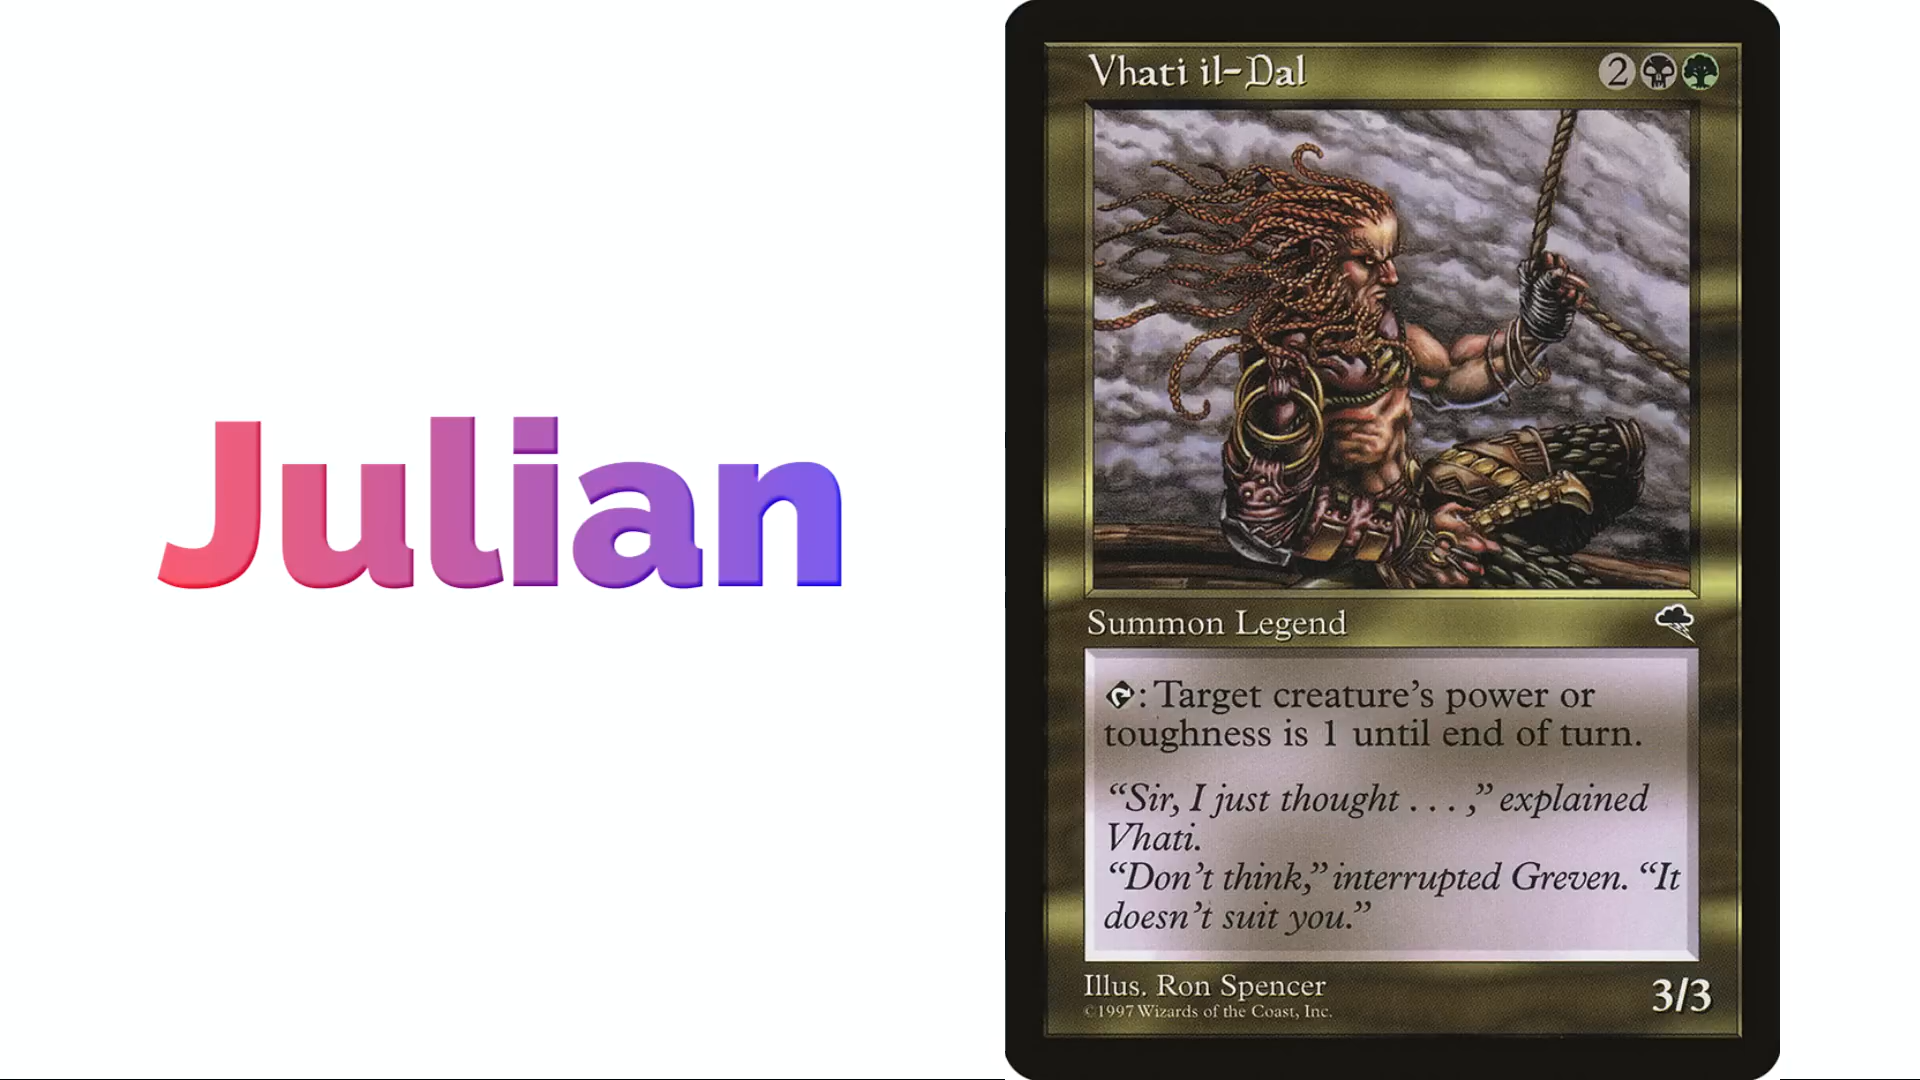 Julian
Vhati il-Dal
2
Summon Legend
: Target creature's power or
toughness is 1 until end of turn.
“Sir, I just thought . . . ,” explained
Vhati.
“Don't think,” interrupted Greven. “It
doesn't suit you.”
Illus. Ron Spencer
©1997 Wizards of the Coast, Inc.
3/3